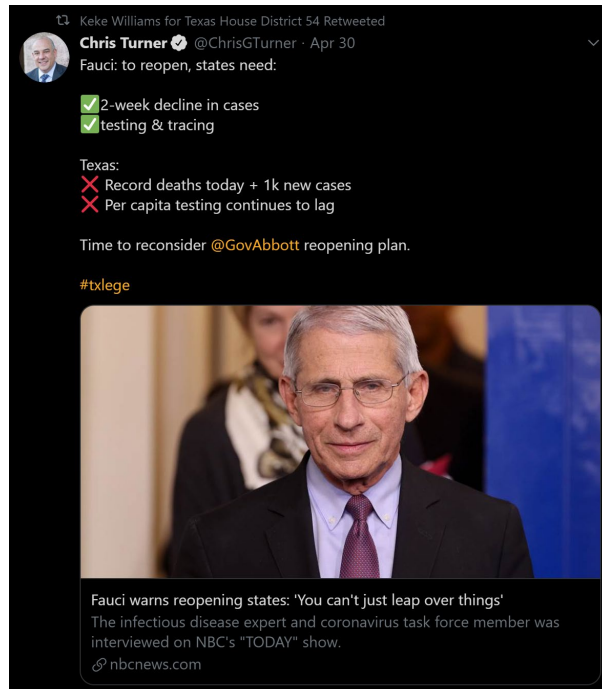 Keke Williams for Texas House District 54 Retweeted
Chris Turner @ChrisGTurner · Apr 30
Fauci: to reopen, states need:
✅2-week decline in cases
✅testing & tracing
Texas:
❌ Record deaths today + 1k new cases
❌ Per capita testing continues to lag
Time to reconsider @GovAbbott reopening plan.
#txlege
Fauci warns reopening states: 'You can't just leap over things'
The infectious disease expert and coronavirus task force member was
interviewed on NBC's "TODAY" show.
nbcnews.com